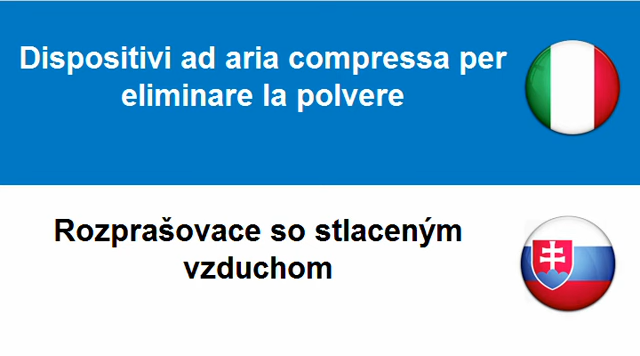 Dispositivi ad aria compressa per
eliminare la polvere
Rozprašovace so stlaceným
vzduchom